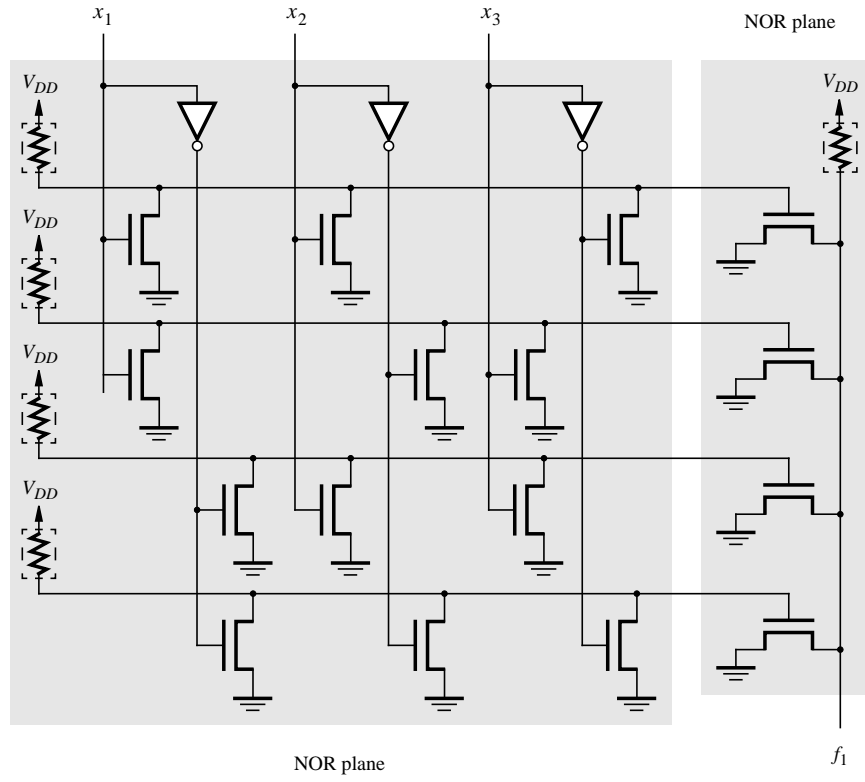 x1 x2 x3
NOR plane
VDD VDD
VDD
VDD
VDD
NOR plane
f1